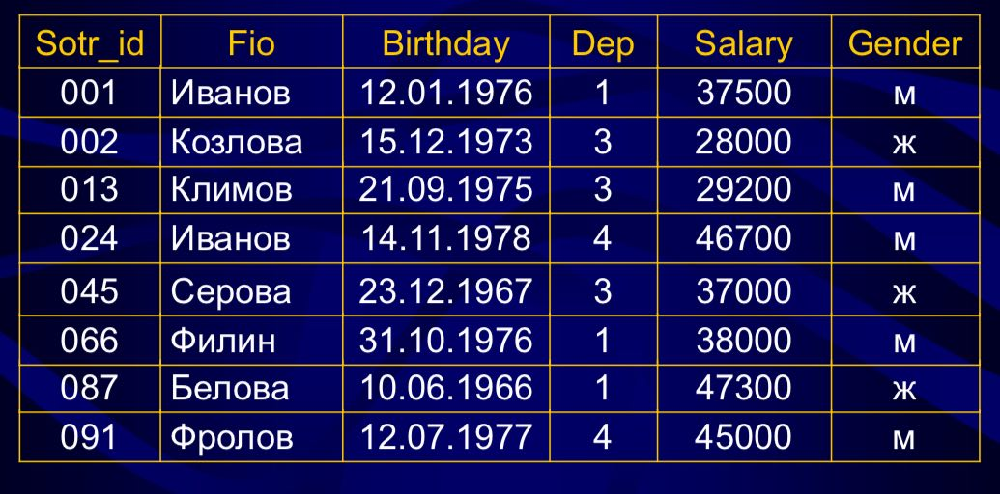 Sotr_id Fio Birthday Dep Salary Gender
001 Иванов 12.01.1976 1 37500 м
002 Козлова 15.12.1973 3 28000 ж
013 Климов 21.09.1975 3 29200 м
024 Иванов 14.11.1978 4 46700 м
045 Серова 23.12.1967 3 37000 ж
066 Филин 31.10.1976 1 38000 м
087 Белова 10.06.1966 1 47300 ж
091 Фролов 12.07.1977 4 45000 м